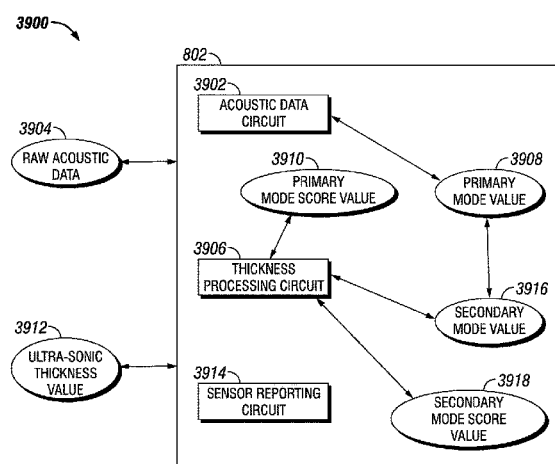 3900
802
3902
ACOUSTIC DATA
CIRCUIT
3904
RAW ACOUSTIC
DATA
3910
PRIMARY
MODE SCORE VALUE
3908
PRIMARY
MODE VALUE
3906
THICKNESS
PROCESSING CIRCUIT
3916
SECONDARY
MODE VALUE
3912
ULTRA-SONIC
THICKNESS
VALUE
3914
SENSOR REPORTING
CIRCUIT
3918
SECONDARY
MODE SCORE
VALUE